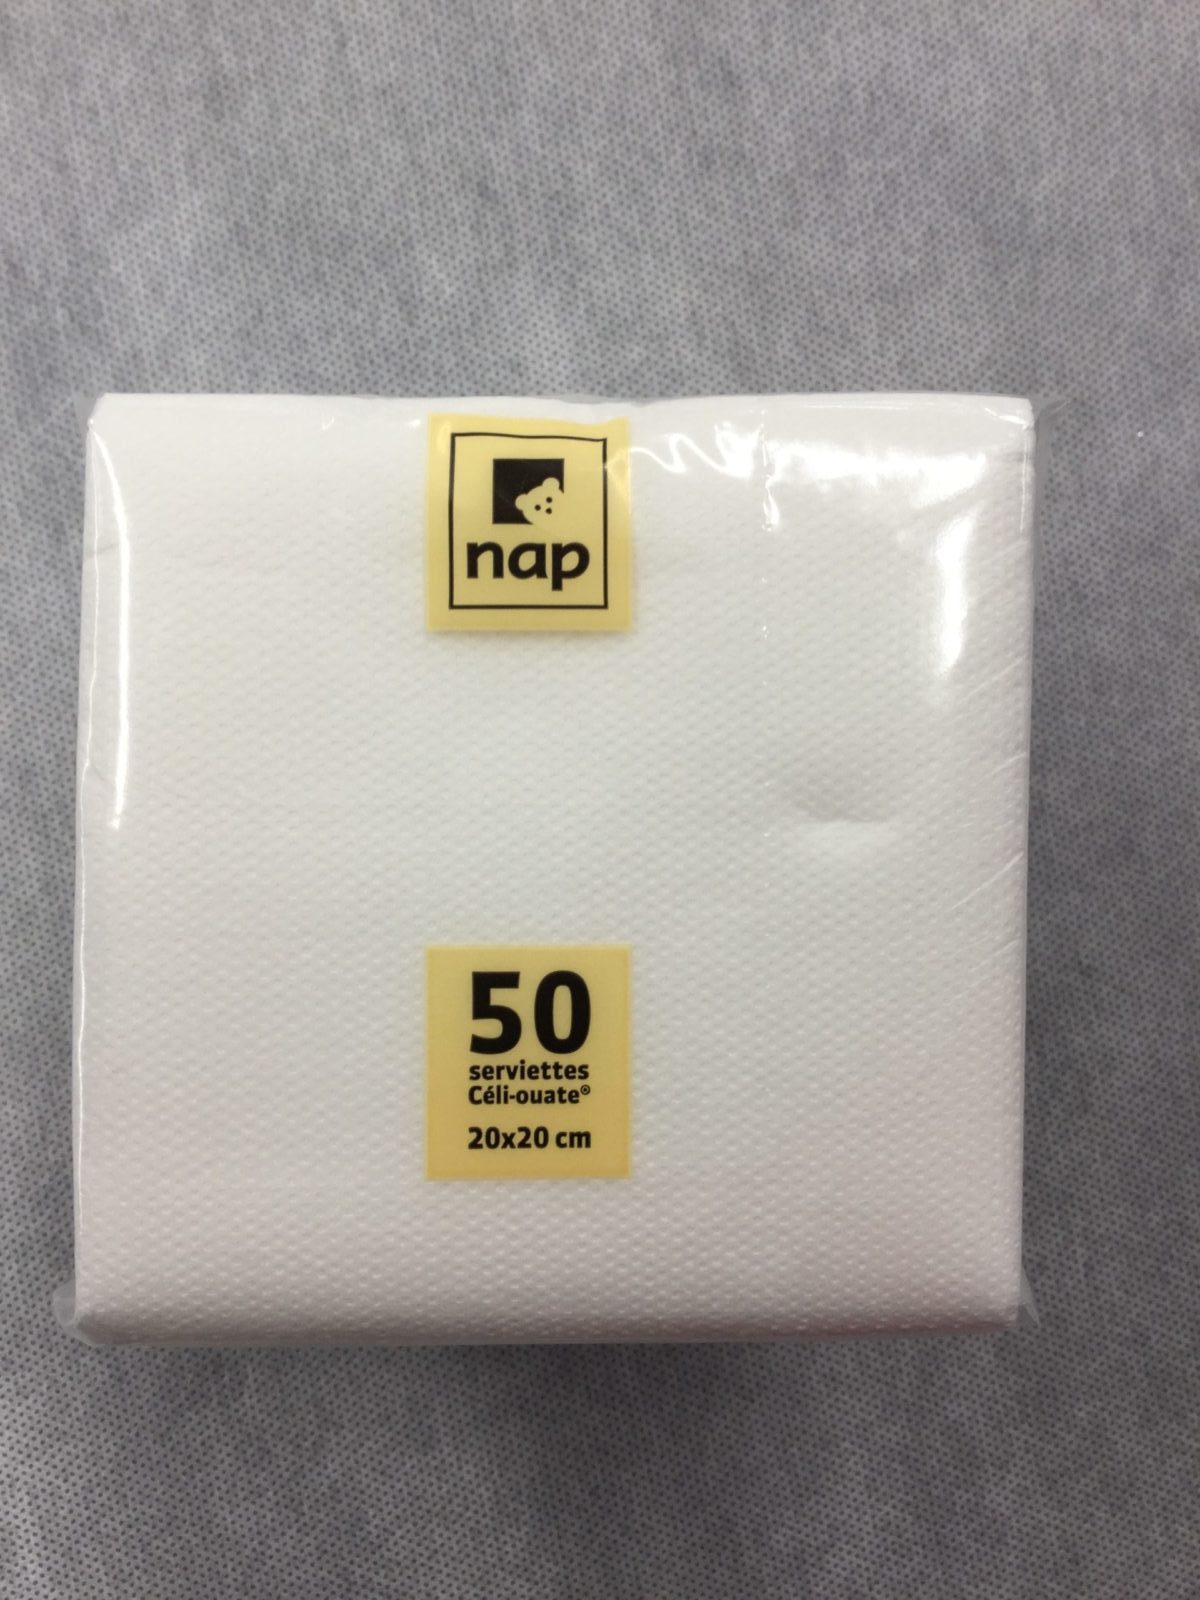 nap
50
serviettes
Céli-ouate®
20x20 cm